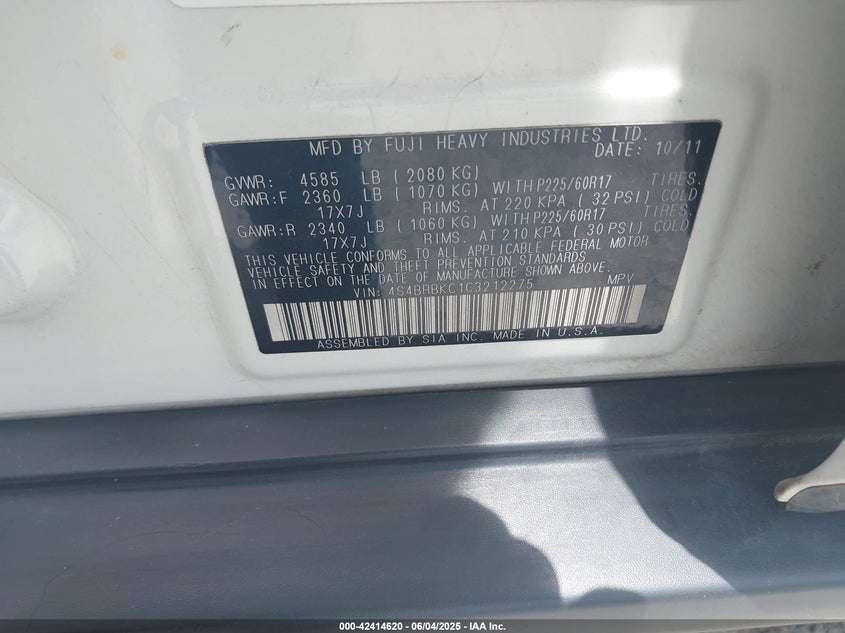 MFD BY FUJI HEAVY INDUSTRIES LTD.
DATE: 10/11
GVWR: 4585 LB ( 2080 KG)
GAWR:F 2360 LB ( 1070 KG) WITH P225/60R17 TIRES.
17X7J RIMS. AT 220 KPA ( 32 PSI) COLD
GAWR:R 2340 LB ( 1060 KG) WITH P225/60R17 TIRES.
17X7J RIMS. AT 210 KPA ( 30 PSI) COLD
THIS VEHICLE CONFORMS TO ALL APPLICABLE FEDERAL MOTOR
VEHICLE SAFETY AND THEFT PREVENTION STANDARDS
IN EFFECT ON THE DATE OF MANUFACTURE SHOWN ABOVE.
VIN: 4S4BRBKC1C3212275 MPV
ASSEMBLED BY SIA INC. MADE IN U.S.A.
000-42414620 - 06/04/2025 - IAA Inc.